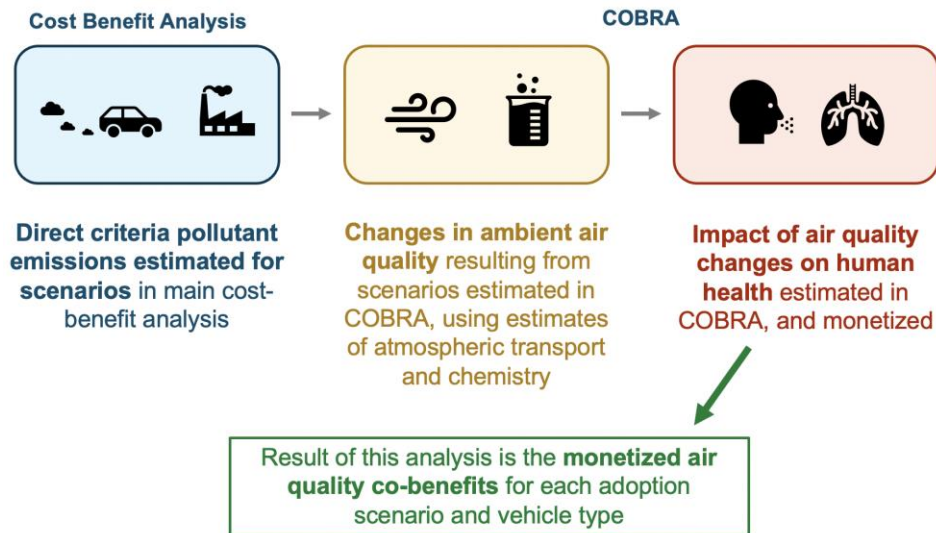 Cost Benefit Analysis
COBRA
Direct criteria pollutant
emissions estimated for
scenarios in main cost-
benefit analysis
Changes in ambient air
quality resulting from
scenarios estimated in
COBRA, using estimates
of atmospheric transport
and chemistry
Impact of air quality
changes on human
health estimated in
COBRA, and monetized
Result of this analysis is the monetized air
quality co-benefits for each adoption
scenario and vehicle type